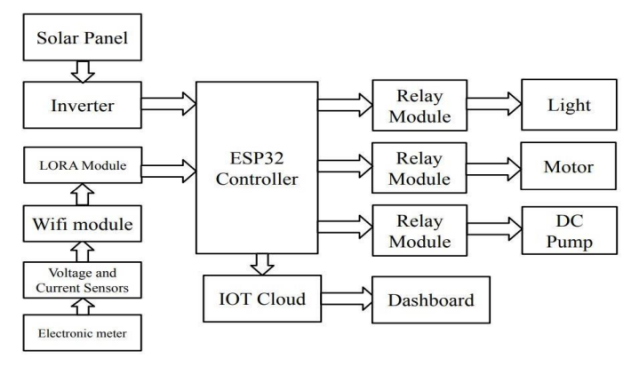 Solar Panel
Inverter
LORA Module
Wifi module
Voltage and
Current Sensors
Electronic meter
ESP32
Controller
IOT Cloud
Dashboard
Relay
Module
Light
Relay
Module
Motor
Relay
Module
DC
Pump